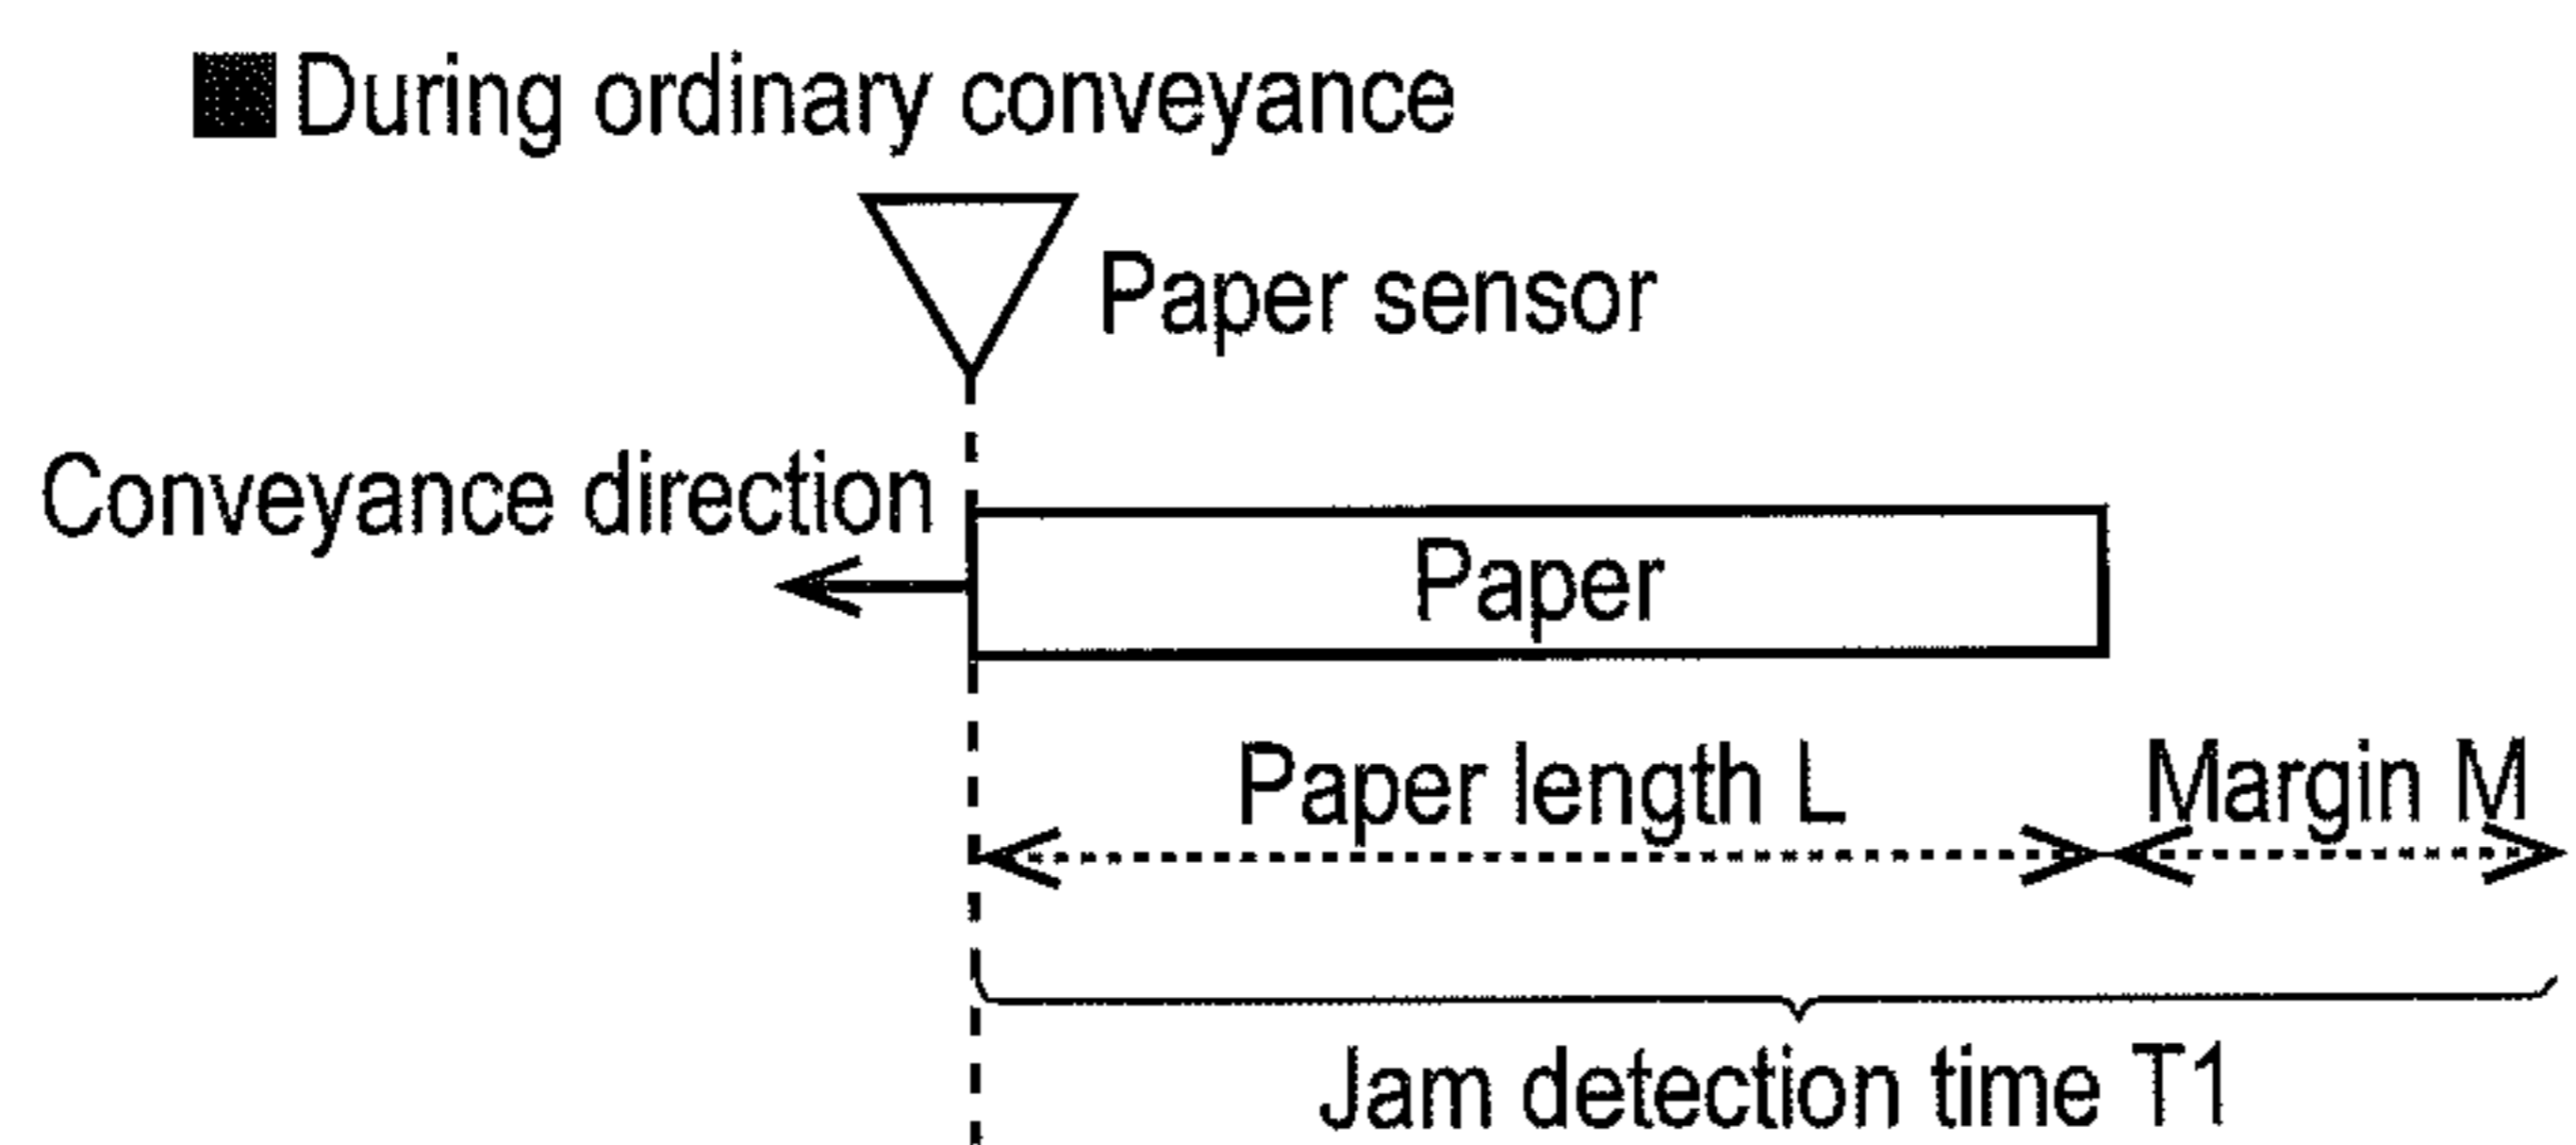 ■During ordinary conveyance
Paper sensor
Conveyance direction
Paper
Paper length L
Margin M
Jam detection time T1